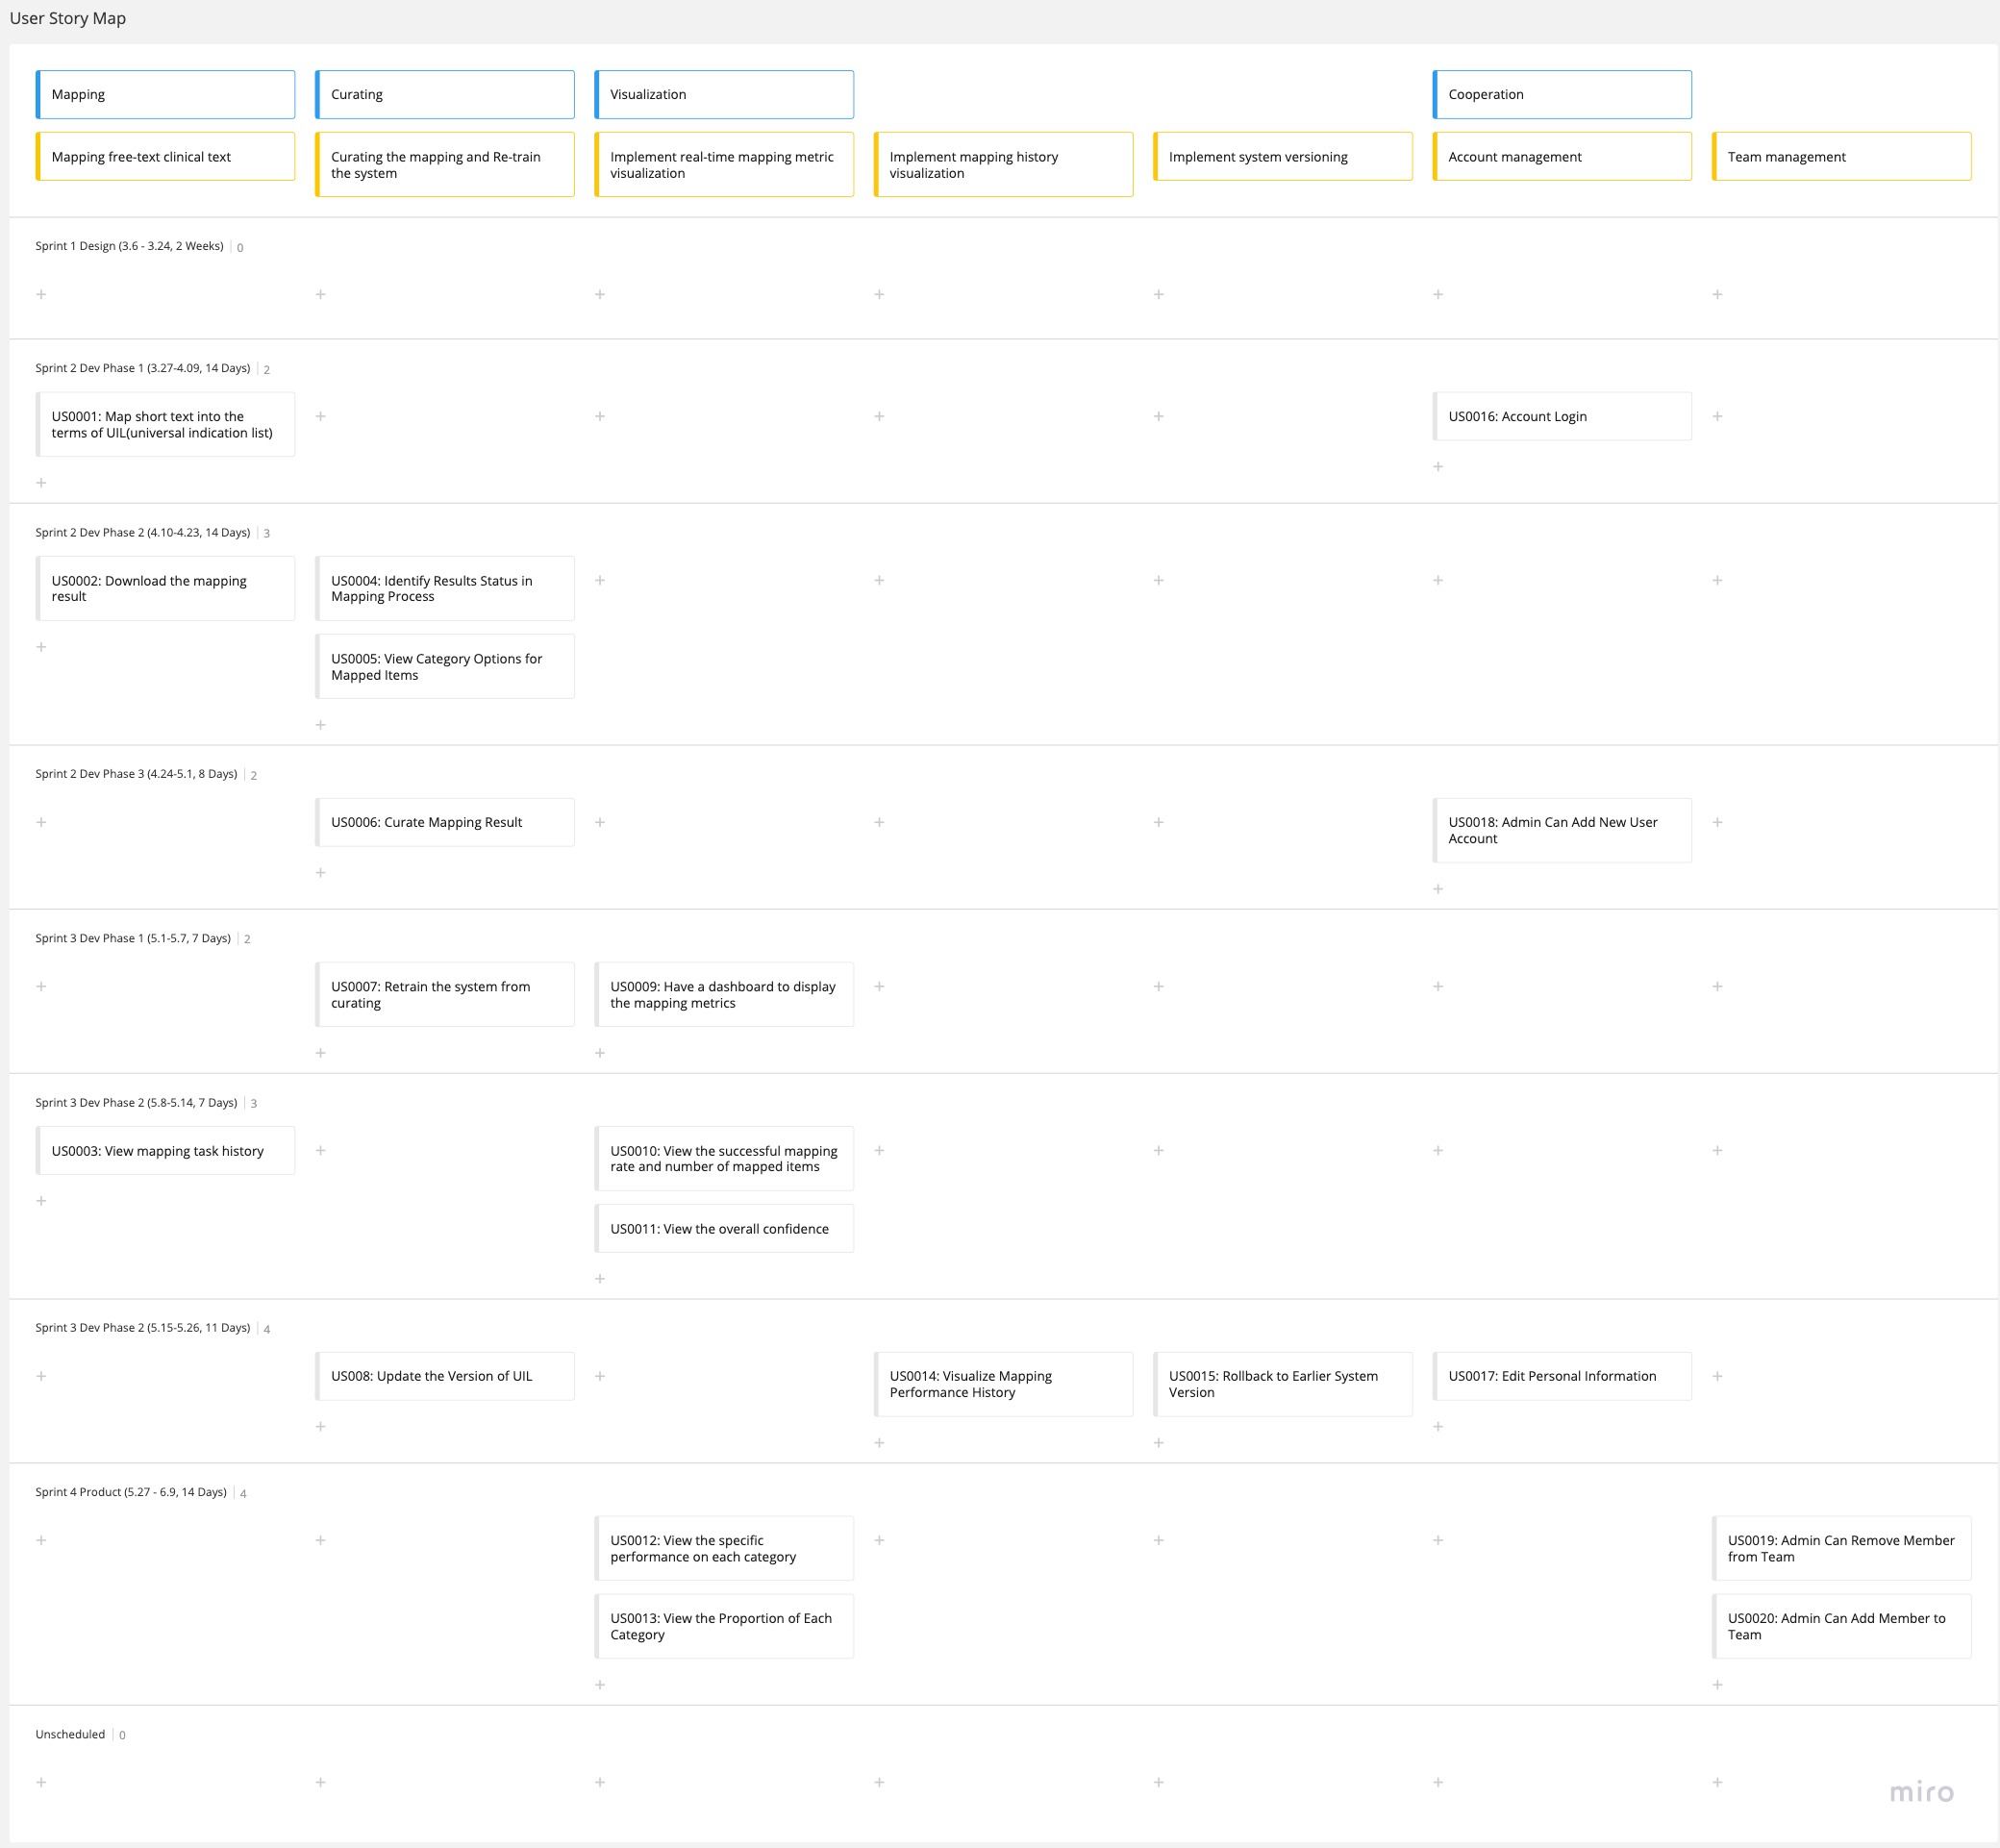 User Story Map
Mapping
Curating
Visualization
Cooperation
Mapping free-text clinical text
Curating the mapping and Re-train
the system
Implement real-time mapping metric
visualization
Implement mapping history
visualization
Implement system versioning
Account management
Team management
Sprint 1 Design (3.6 - 3.24, 2 Weeks) 0
Sprint 2 Dev Phase 1 (3.27-4.09, 14 Days) 2
US0001: Map short text into the
terms of UIL(universal indication list)
US0016: Account Login
Sprint 2 Dev Phase 2 (4.10-4.23, 14 Days) 3
US0002: Download the mapping
result
US0004: Identify Results Status in
Mapping Process
US0005: View Category Options for
Mapped Items
Sprint 2 Dev Phase 3 (4.24-5.1, 8 Days) 2
US0006: Curate Mapping Result
US0018: Admin Can Add New User
Account
Sprint 3 Dev Phase 1 (5.1-5.7, 7 Days) 2
US0007: Retrain the system from
curating
US0009: Have a dashboard to display
the mapping metrics
Sprint 3 Dev Phase 2 (5.8-5.14, 7 Days) 3
US0003: View mapping task history
US0010: View the successful mapping
rate and number of mapped items
US0011: View the overall confidence
Sprint 3 Dev Phase 2 (5.15-5.26, 11 Days) 4
US008: Update the Version of UIL
US0014: Visualize Mapping
Performance History
US0015: Rollback to Earlier System
Version
US0017: Edit Personal Information
Sprint 4 Product (5.27 - 6.9, 14 Days) 4
US0012: View the specific
performance on each category
US0013: View the Proportion of Each
Category
US0019: Admin Can Remove Member
from Team
US0020: Admin Can Add Member to
Team
Unscheduled 0
miro